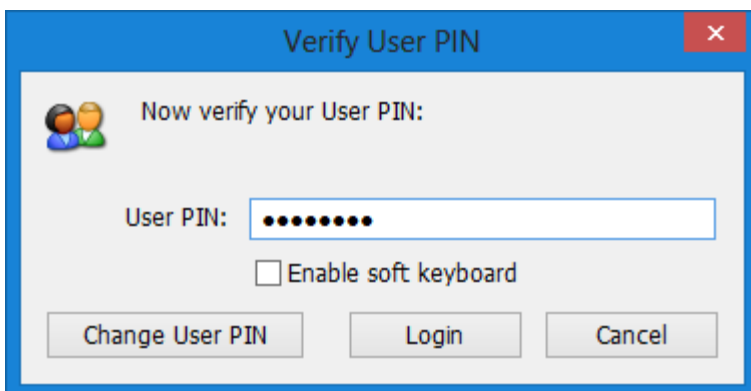 Verify User PIN
Now verify your User PIN:
User PIN: ●●●●●●●●
Enable soft keyboard
Change User PIN Login Cancel